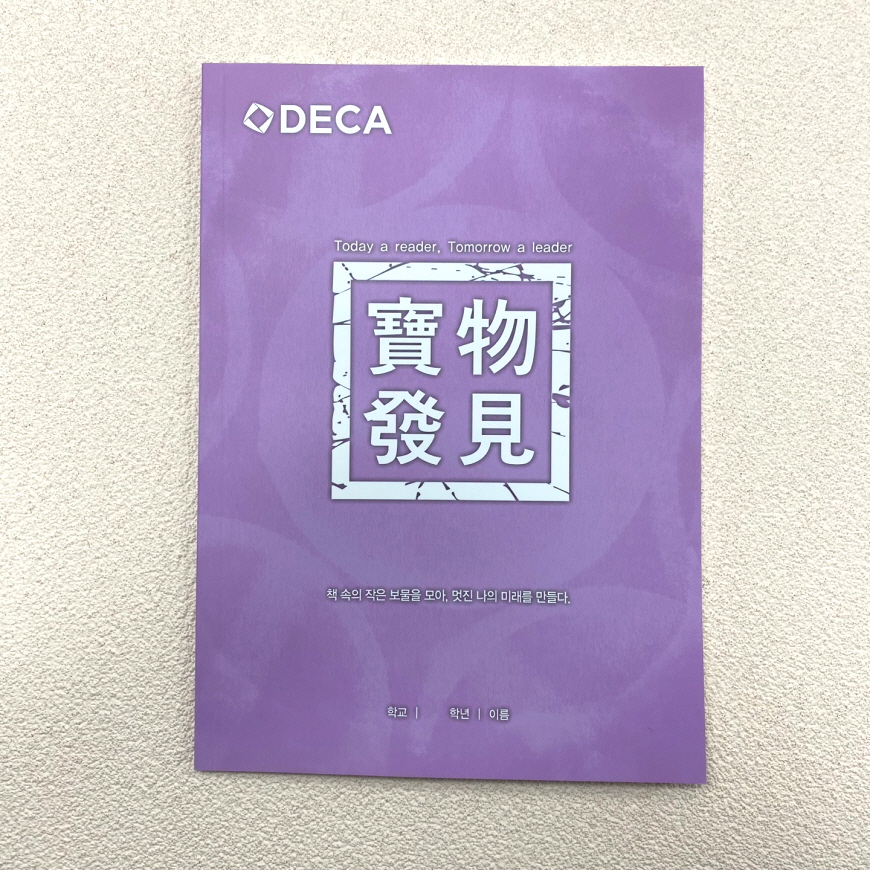 DECA
Today a reader, Tomorrow a leader
寶物
發見
책 속의 작은 보물을 모아, 멋진 나의 미래를 만들다.
학교 | 학년 | 이름